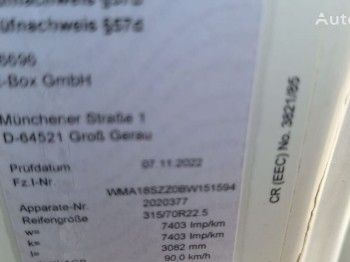 Autoline
üfnachweis §57d
6696
-Box GmbH
Münchener Straße 1
D-64521 Groß Gerau
CR (EEC) No. 3821/85
Prüfdatum 07.11.2022
Fz.I-Nr.
WMA18SZZ0BW151594
Apparate-Nr. 2020377
Reifengröße 315/70R22.5
w= 7403 Imp/km
k= 7403 Imp/km
l= 3082 mm
90.0 km/h